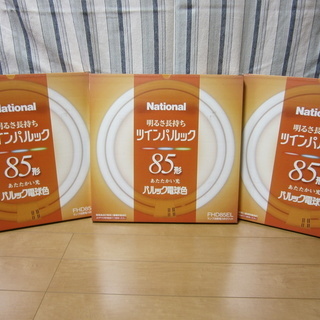 National
明るさ長持ち
ツインパルック
85形
あたたかい光
パルック電球色
National
明るさ長持ち
ツインパルック
85形
あたたかい光
パルック電球色
FHD85EL
National
明るさ長持ち
ツインパルック
85形
あたたかい光
パルック電球色